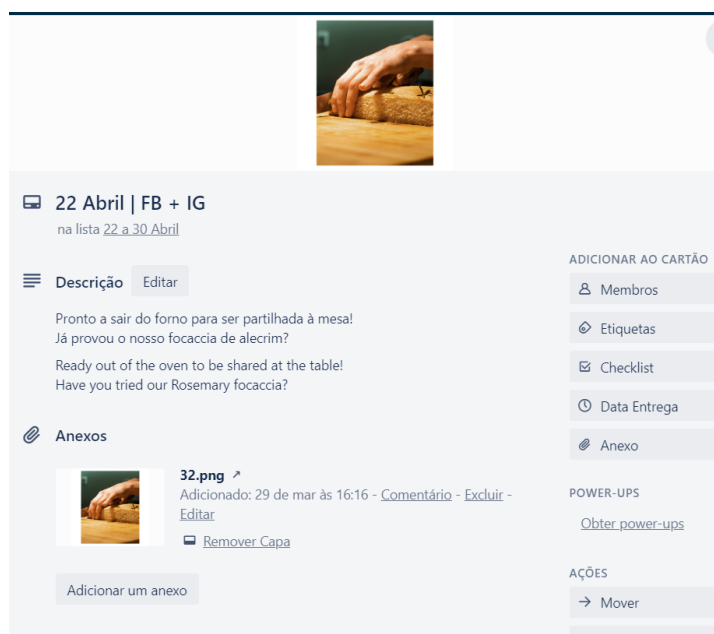 22 Abril | FB + IG
na lista 22 a 30 Abril
Descrição Editar
Pronto a sair do forno para ser partilhada à mesa!
Já provou o nosso focaccia de alecrim?
Ready out of the oven to be shared at the table!
Have you tried our Rosemary focaccia?
Anexos
32.png ↗
Adicionado: 29 de mar às 16:16 - Comentário - Excluir -
Editar
Remover Capa
Adicionar um anexo
ADICIONAR AO CARTÃO
Membros
Etiquetas
Checklist
Data Entrega
Anexo
POWER-UPS
Obter power-ups
AÇÕES
→ Mover